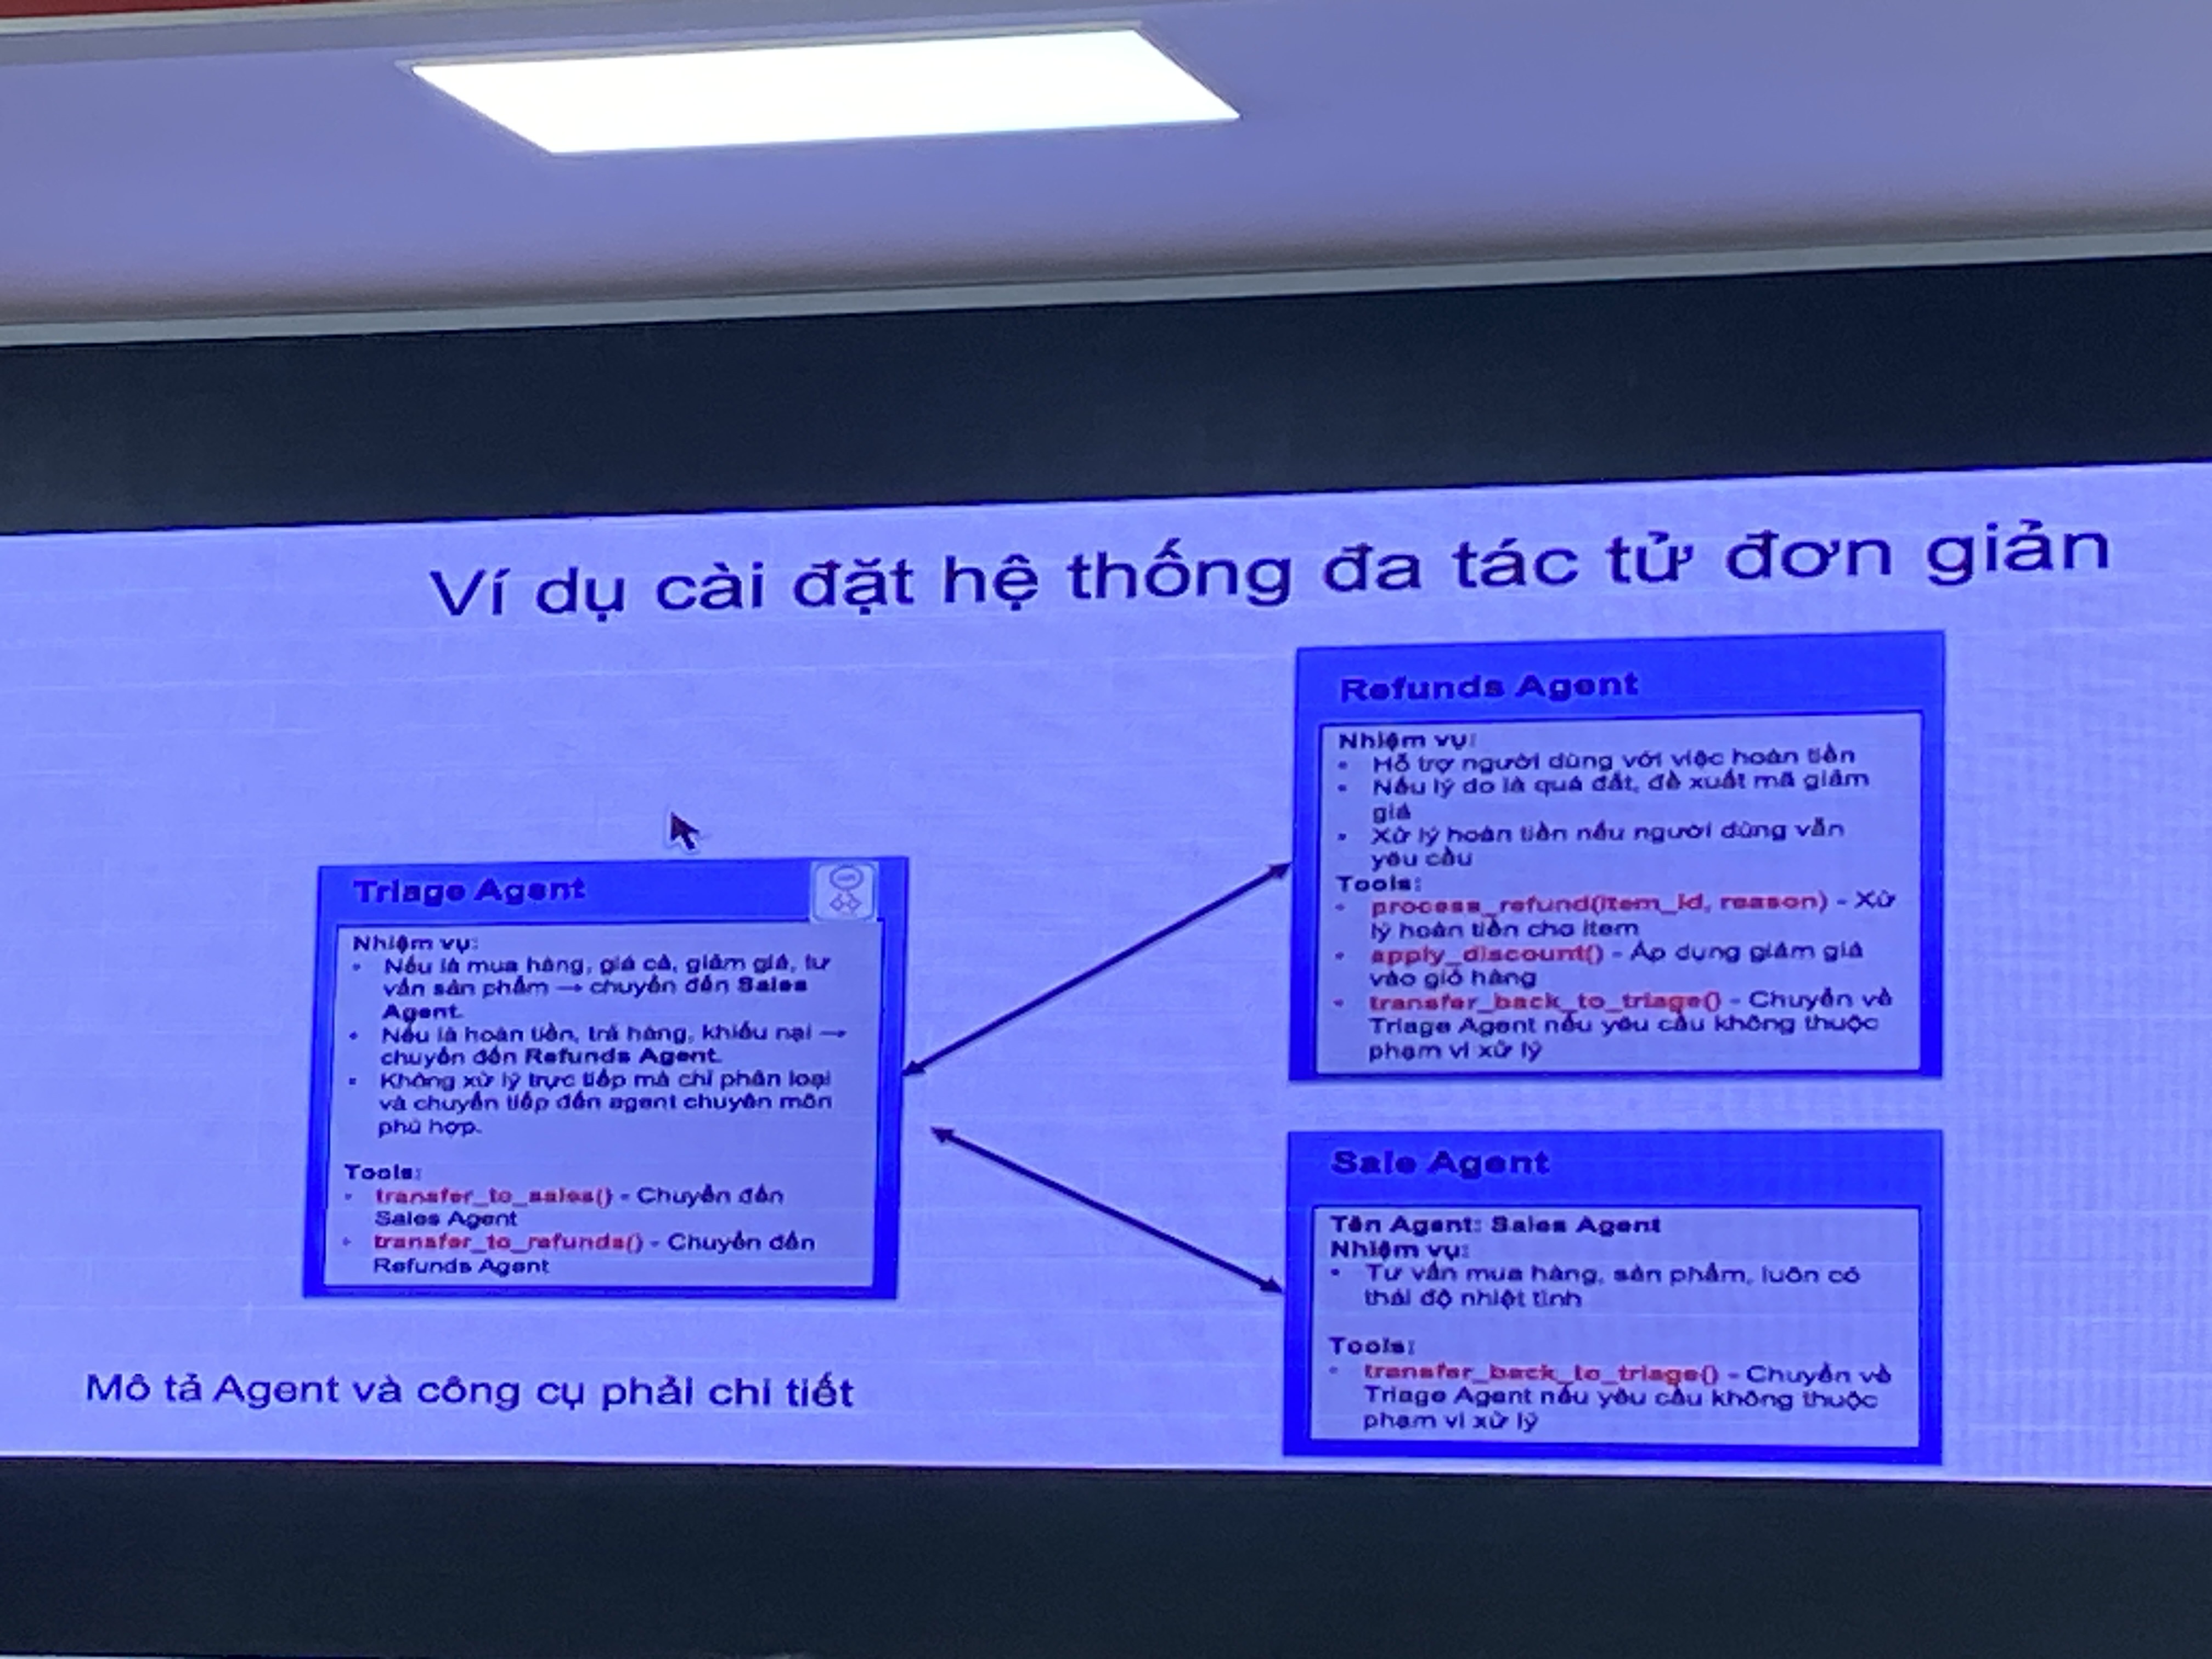 Ví dụ cài đặt hệ thống đa tác tử đơn giản
Triage Agent
Nhiệm vụ:
• Nếu là mua hàng, giá cả, giảm giá, tư
vấn sản phẩm → chuyển đến Sales
Agent.
• Nếu là hoàn tiền, trả hàng, khiếu nại →
chuyển đến Refunds Agent.
• Không xử lý trực tiếp mà chỉ phân loại
và chuyển tiếp đến agent chuyên môn
phù hợp.
Tools:
• transfer_to_sales() - Chuyển đến
Sales Agent
• transfer_to_refunds() - Chuyển đến
Refunds Agent
Refunds Agent
Nhiệm vụ:
• Hỗ trợ người dùng với việc hoàn tiền
• Nếu lý do là quá đắt, đề xuất mã giảm
giá
• Xử lý hoàn tiền nếu người dùng vẫn
yêu cầu
Tools:
• process_refund(item_id, reason) - Xử
lý hoàn tiền cho item
• apply_discount() - Áp dụng giảm giá
vào giỏ hàng
• transfer_back_to_triage() - Chuyển về
Triage Agent nếu yêu cầu không thuộc
phạm vi xử lý
Sale Agent
Tên Agent: Sales Agent
Nhiệm vụ:
• Tư vấn mua hàng, sản phẩm, luôn có
thái độ nhiệt tình
Tools:
• transfer_back_to_triage() - Chuyển về
Triage Agent nếu yêu cầu không thuộc
phạm vi xử lý
Mô tả Agent và công cụ phải chi tiết